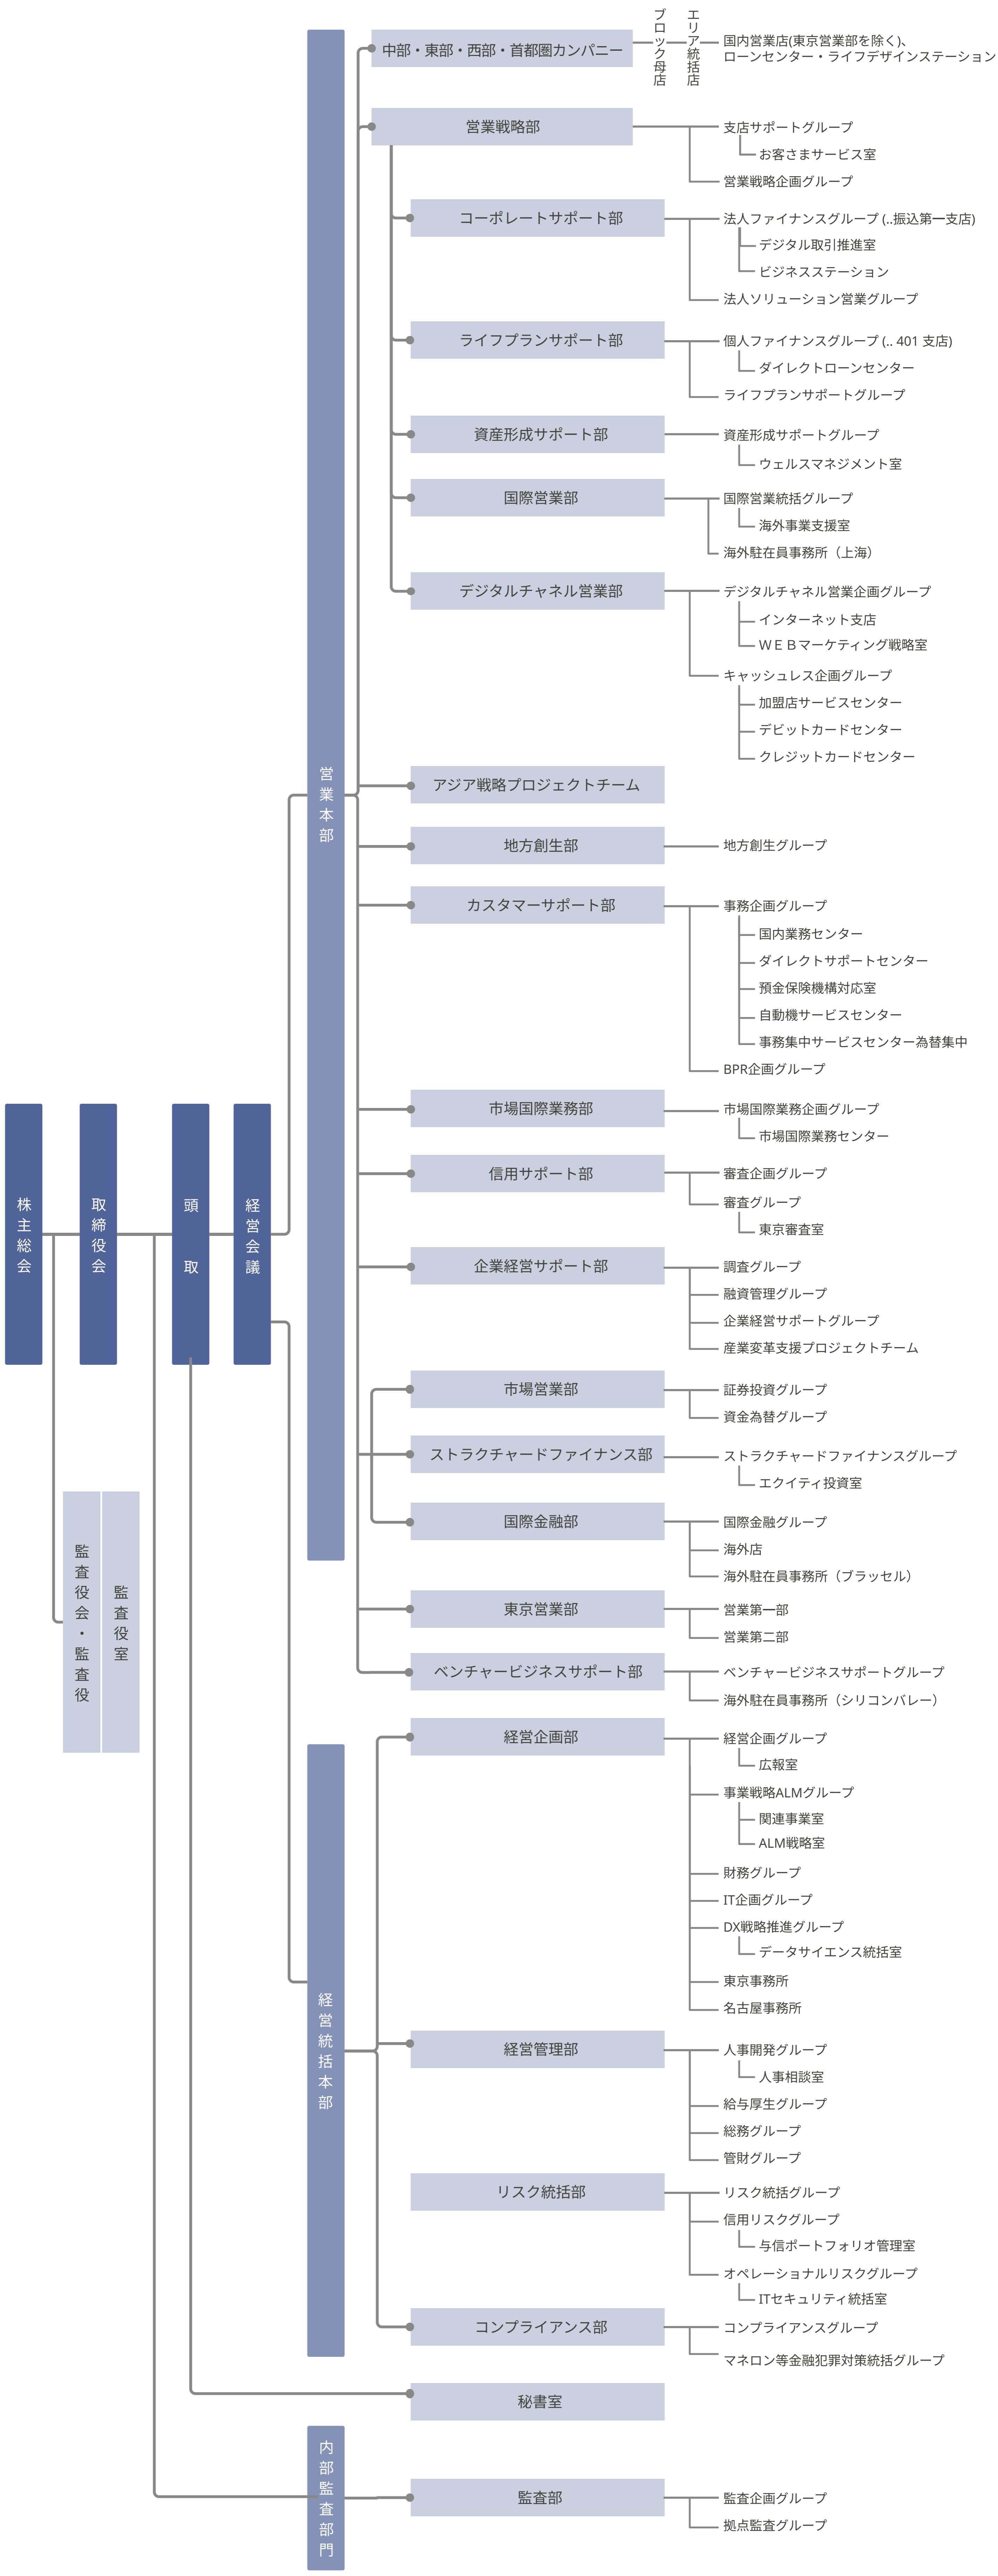 ブロック母店
エリア統括店
中部・東部・西部・首都圏カンパニー
国内営業店(東京営業部を除く)、
ローンセンター・ライフデザインステーション
営業戦略部
支店サポートグループ
お客さまサービス室
営業戦略企画グループ
コーポレートサポート部
法人ファイナンスグループ (..振込第一支店)
デジタル取引推進室
ビジネスステーション
法人ソリューション営業グループ
ライフプランサポート部
個人ファイナンスグループ (.. 401 支店)
ダイレクトローンセンター
ライフプランサポートグループ
資産形成サポート部
資産形成サポートグループ
ウェルスマネジメント室
国際営業部
国際営業統括グループ
海外事業支援室
海外駐在員事務所（上海）
デジタルチャネル営業部
デジタルチャネル営業企画グループ
インターネット支店
ＷＥＢマーケティング戦略室
キャッシュレス企画グループ
加盟店サービスセンター
デビットカードセンター
クレジットカードセンター
営業本部
アジア戦略プロジェクトチーム
地方創生部
地方創生グループ
カスタマーサポート部
事務企画グループ
国内業務センター
ダイレクトサポートセンター
預金保険機構対応室
自動機サービスセンター
事務集中サービスセンター為替集中
BPR企画グループ
市場国際業務部
市場国際業務企画グループ
市場国際業務センター
信用サポート部
審査企画グループ
審査グループ
東京審査室
株主総会
取締役会
頭取
経営会議
企業経営サポート部
調査グループ
融資管理グループ
企業経営サポートグループ
産業変革支援プロジェクトチーム
市場営業部
証券投資グループ
資金為替グループ
ストラクチャードファイナンス部
ストラクチャードファイナンスグループ
エクイティ投資室
国際金融部
国際金融グループ
海外店
海外駐在員事務所（ブラッセル）
監査役会・監査役
監査役室
東京営業部
営業第一部
営業第二部
ベンチャービジネスサポート部
ベンチャービジネスサポートグループ
海外駐在員事務所（シリコンバレー）
経営企画部
経営企画グループ
広報室
事業戦略ALMグループ
関連事業室
ALM戦略室
財務グループ
IT企画グループ
DX戦略推進グループ
データサイエンス統括室
東京事務所
名古屋事務所
経営統括本部
経営管理部
人事開発グループ
人事相談室
給与厚生グループ
総務グループ
管財グループ
リスク統括部
リスク統括グループ
信用リスクグループ
与信ポートフォリオ管理室
オペレーショナルリスクグループ
ITセキュリティ統括室
コンプライアンス部
コンプライアンスグループ
マネロン等金融犯罪対策統括グループ
秘書室
内部監査部門
監査部
監査企画グループ
拠点監査グループ